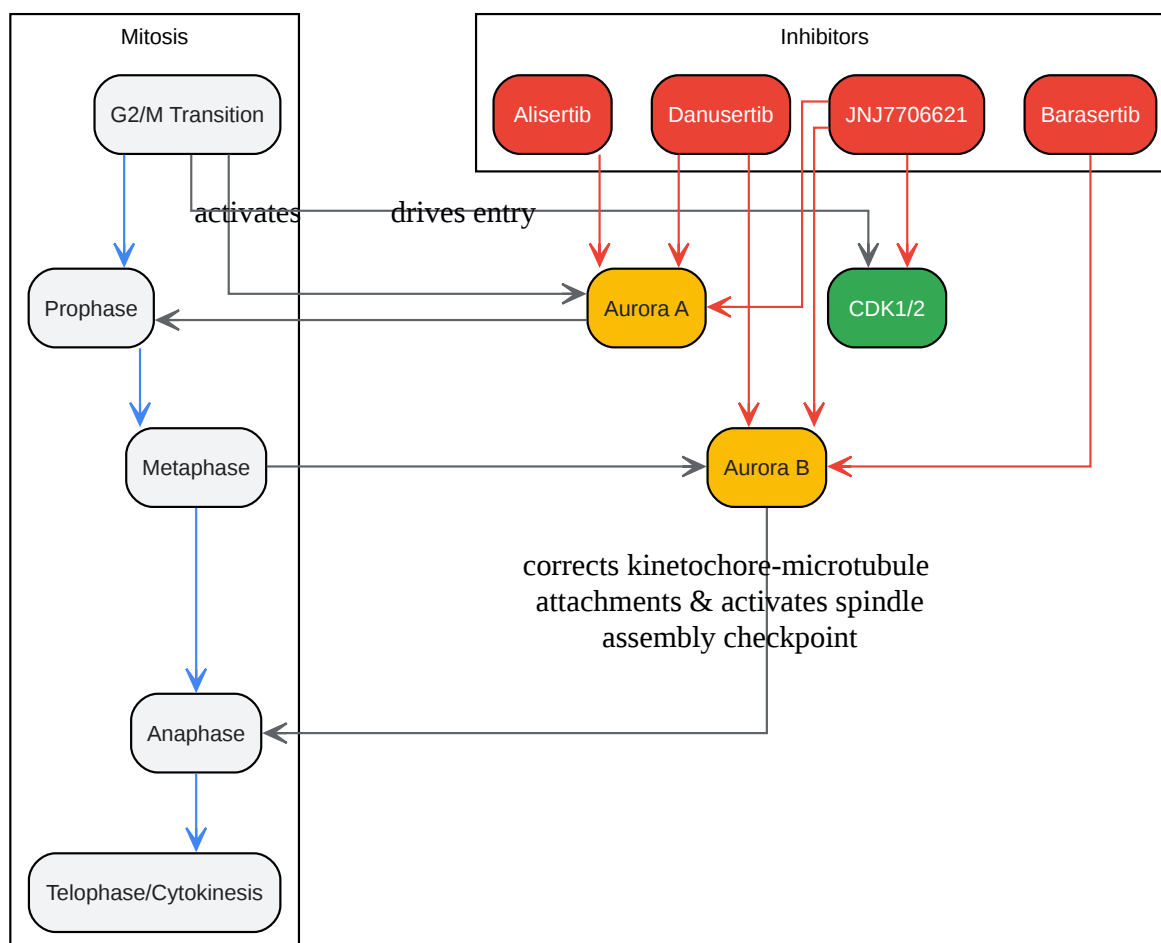 Mitosis
Inhibitors
G2/M Transition
Alisertib
Danusertib
JNJ7706621
Barasertib
activates
drives entry
Prophase
Aurora A
CDK1/2
Metaphase
Aurora B
corrects kinetochore-microtubule
attachments & activates spindle
assembly checkpoint
Anaphase
Telophase/Cytokinesis